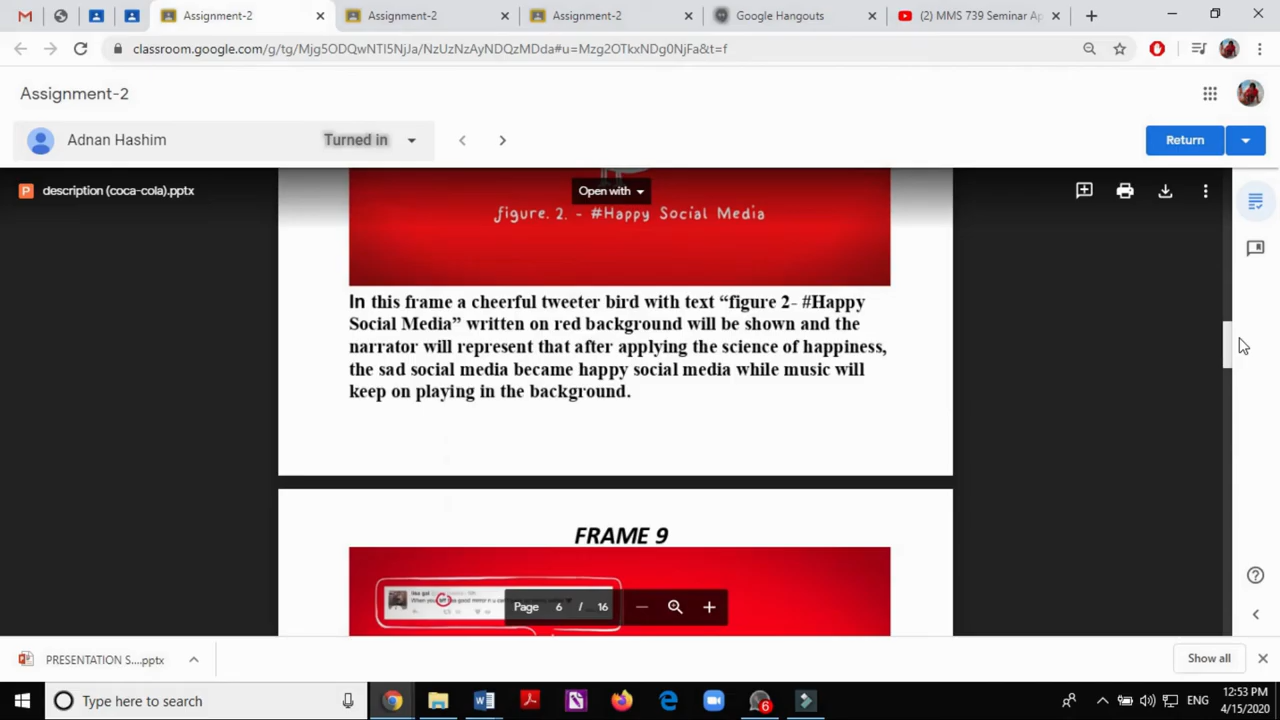 Assignment-2
Assignment-2
Assignment-2
Google Hangouts
(2) MMS 739 Seminar Ap
classroom.google.com/g/tg/Mjg5ODQwNTI5NjJa/NzUzNzAyNDQzMDda#u=Mzg2OTkxNDg0NjFa&t=f
Assignment-2
Adnan Hashim
Turned in
Return
description (coca-cola).pptx
Open with
figure. 2. - #Happy Social Media
In this frame a cheerful tweeter bird with text “figure 2- #Happy
Social Media” written on red background will be shown and the
narrator will represent that after applying the science of happiness,
the sad social media became happy social media while music will
keep on playing in the background.
FRAME 9
Page 6 / 16
PRESENTATION S....pptx
Show all
Type here to search
6
ENG
12:53 PM
4/15/2020